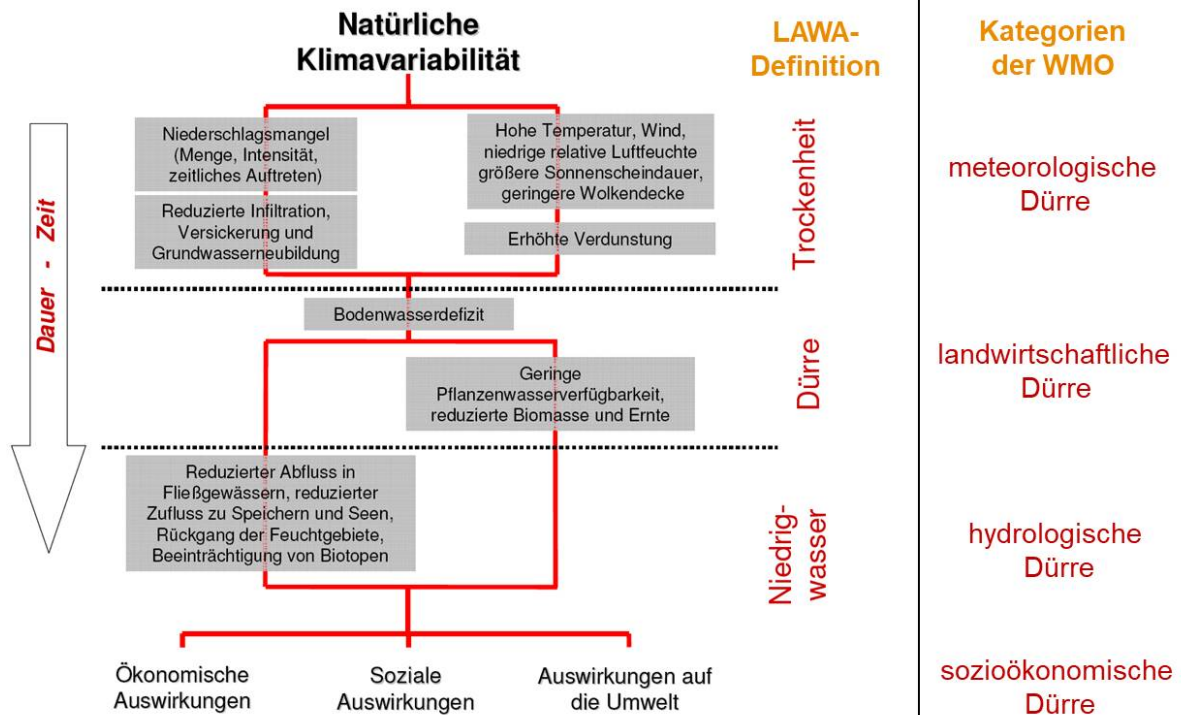 Natürliche
Klimavariabilität
LAWA-
Definition
Kategorien
der WMO
Dauer - Zeit
Niederschlagsmangel
(Menge, Intensität,
zeitliches Auftreten)
Hohe Temperatur, Wind,
niedrige relative Luftfeuchte
größere Sonnenscheindauer,
geringere Wolkendecke
Reduzierte Infiltration,
Versickerung und
Grundwasserneubildung
Erhöhte Verdunstung
Trockenheit
meteorologische
Dürre
Bodenwasserdefizit
Geringe
Pflanzenwasserverfügbarkeit,
reduzierte Biomasse und Ernte
Dürre
landwirtschaftliche
Dürre
Reduzierter Abfluss in
Fließgewässern, reduzierter
Zufluss zu Speichern und Seen,
Rückgang der Feuchtgebiete,
Beeinträchtigung von Biotopen
Niedrig-
wasser
hydrologische
Dürre
Ökonomische
Auswirkungen
Soziale
Auswirkungen
Auswirkungen auf
die Umwelt
sozioökonomische
Dürre